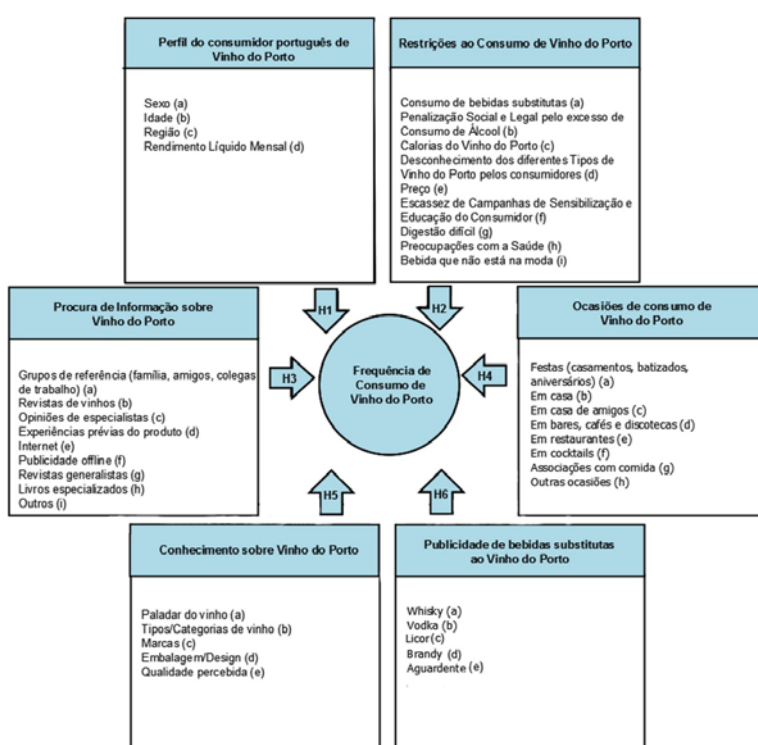 Perfil do consumidor português de
Vinho do Porto
Sexo (a)
Idade (b)
Região (c)
Rendimento Líquido Mensal (d)
Restrições ao Consumo de Vinho do Porto
Consumo de bebidas substitutas (a)
Penalização Social e Legal pelo excesso de
Consumo de Àlcool (b)
Calorias do Vinho do Porto (c)
Desconhecimento dos diferentes Tipos de
Vinho do Porto pelos consumidores (d)
Preço (e)
Escassez de Campanhas de Sensibilização e
Educação do Consumidor (f)
Digestão difícil (g)
Preocupações com a Saúde (h)
Bebida que não está na moda (i)
H1
H2
Procura de Informação sobre
Vinho do Porto
Grupos de referência (família, amigos, colegas
de trabalho) (a)
Revistas de vinhos (b)
Opiniões de especialistas (c)
Experiências prévias do produto (d)
Internet (e)
Publicidade offline (f)
Revistas generalistas (g)
Livros especializados (h)
Outros (i)
H3
Frequência de
Consumo de
Vinho do Porto
H4
Ocasiões de consumo de
Vinho do Porto
Festas (casamentos, batizados,
aniversários) (a)
Em casa (b)
Em casa de amigos (c)
Em bares, cafés e discotecas (d)
Em restaurantes (e)
Em cocktails (f)
Associações com comida (g)
Outras ocasiões (h)
H5
H6
Conhecimento sobre Vinho do Porto
Paladar do vinho (a)
Tipos/Categorias de vinho (b)
Marcas (c)
Embalagem/Design (d)
Qualidade percebida (e)
Publicidade de bebidas substitutas
ao Vinho do Porto
Whisky (a)
Vodka (b)
Licor(c)
Brandy (d)
Aguardente (e)